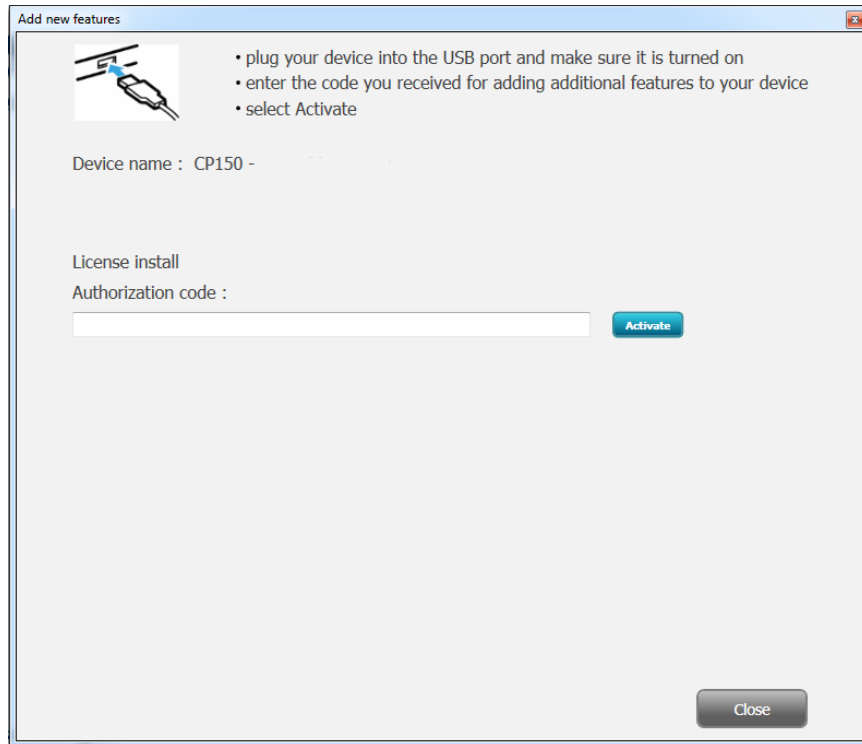 Add new features
• plug your device into the USB port and make sure it is turned on
• enter the code you received for adding additional features to your device
• select Activate
Device name : CP150 -
License install
Authorization code :
Activate
Close